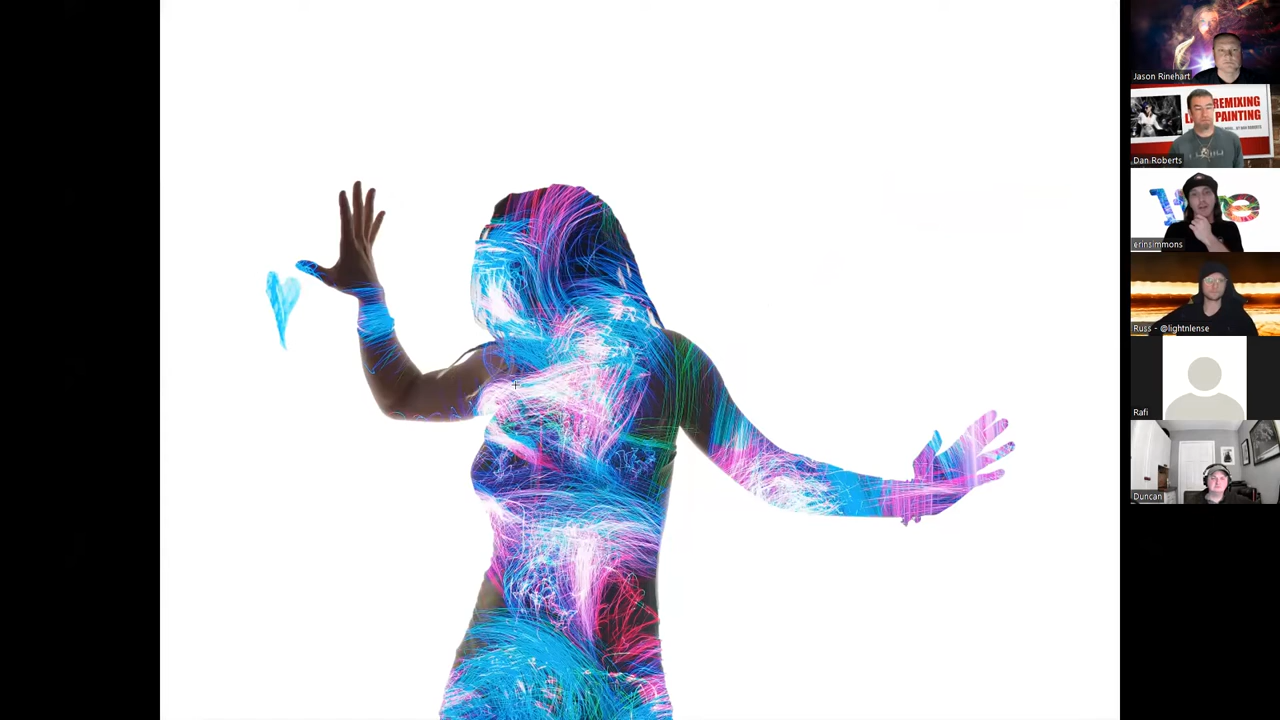 Jason Rinehart
REMIXING
PAINTING
Dan Roberts
erinsimmons
Russ - @lightnlense
Rafi
Duncan